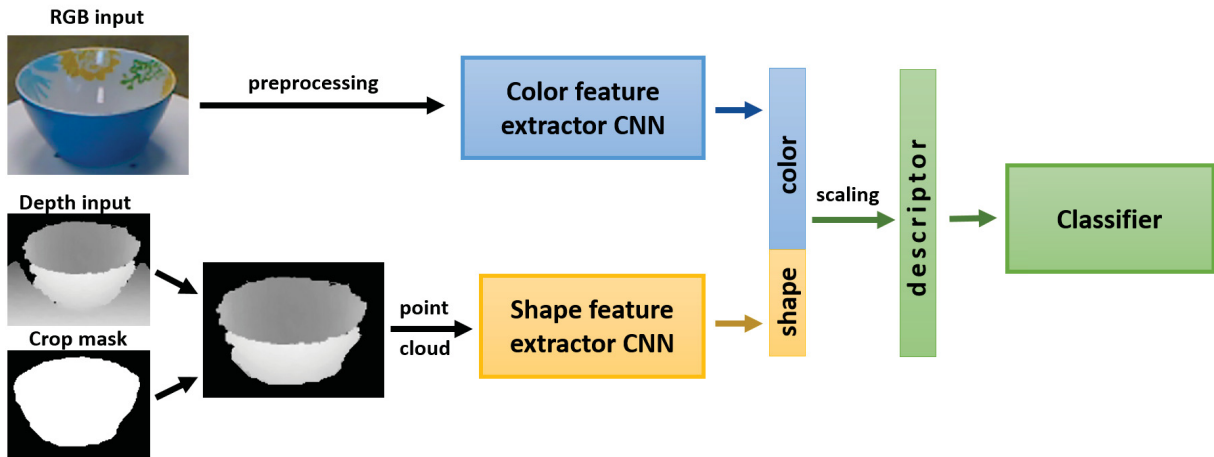 RGB input
preprocessing
Color feature
extractor CNN
color
shape
scaling
descriptor
Classifier
Depth input
Crop mask
point
cloud
Shape feature
extractor CNN